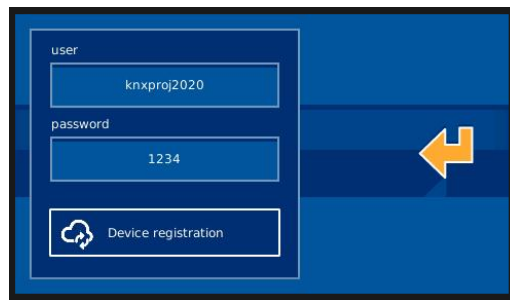 user
knxproj2020
password
1234
Device registration